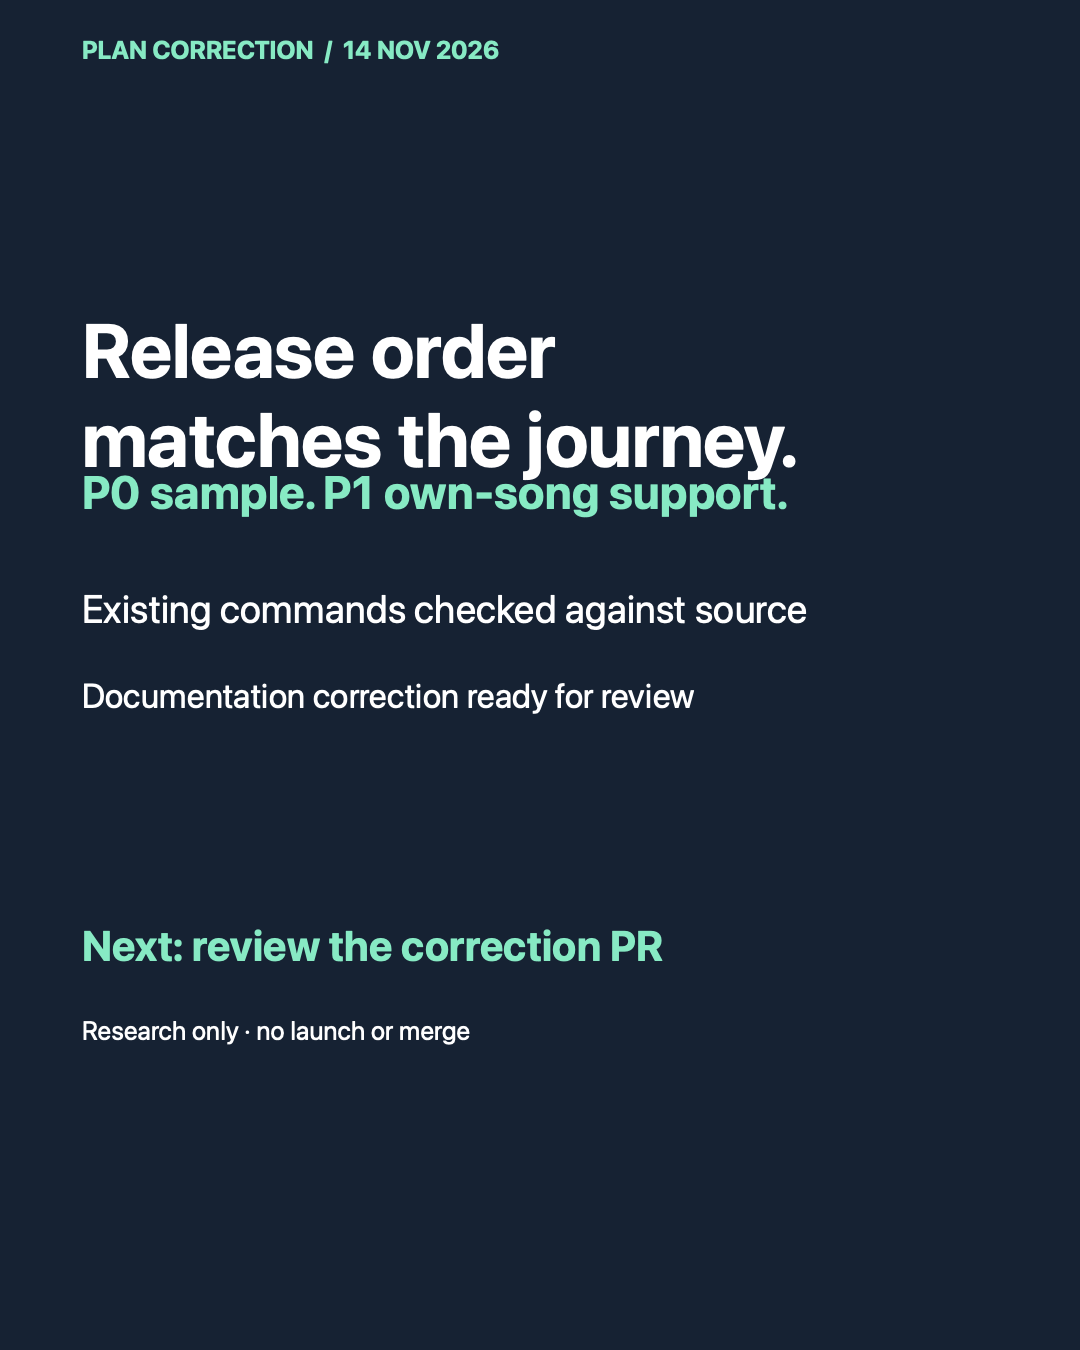 PLAN CORRECTION / 14 NOV 2026
Release order
matches the journey.
P0 sample. P1 own-song support.
Existing commands checked against source
Documentation correction ready for review
Next: review the correction PR
Research only · no launch or merge